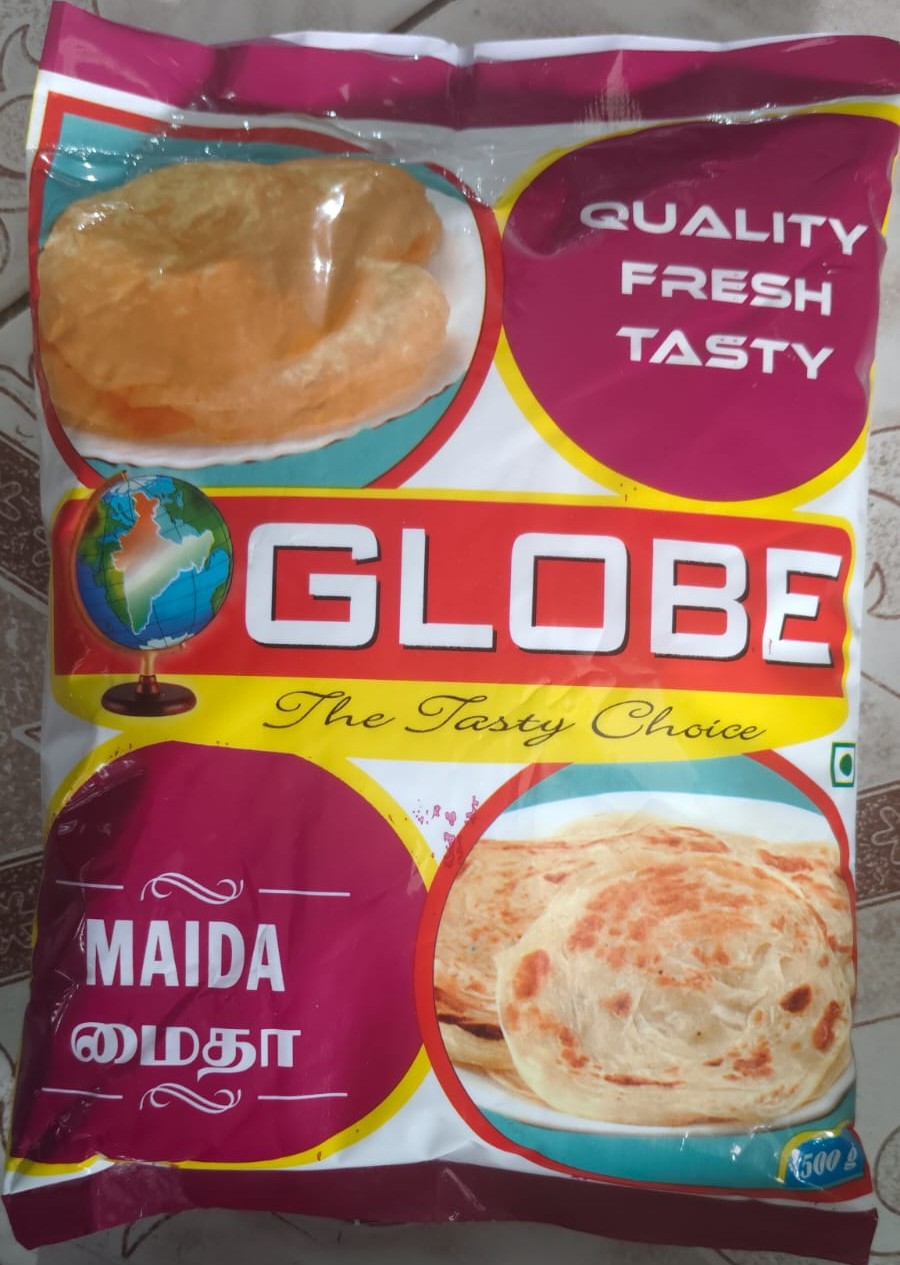 QUALITY
FRESH
TASTY
GLOBE
The Tasty Choice
MAIDA
மைதா
500 g